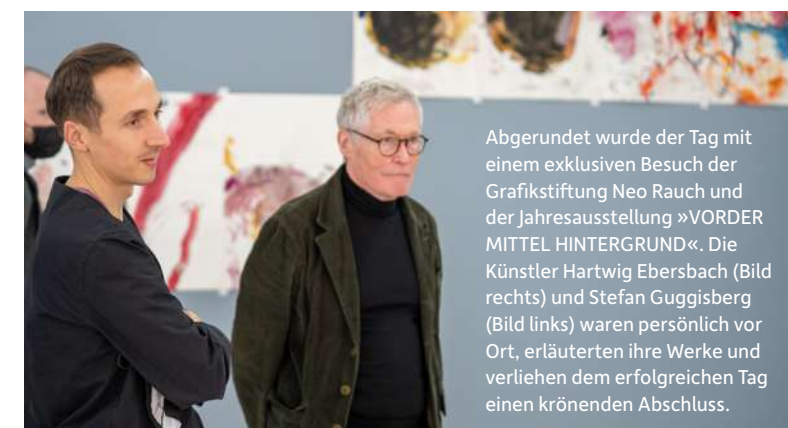 Abgerundet wurde der Tag mit
einem exklusiven Besuch der
Grafikstiftung Neo Rauch und
der Jahresausstellung »VORDER
MITTEL HINTERGRUND«. Die
Künstler Hartwig Ebersbach (Bild
rechts) und Stefan Guggisberg
(Bild links) waren persönlich vor
Ort, erläuterten ihre Werke und
verliehen dem erfolgreichen Tag
einen krönenden Abschluss.